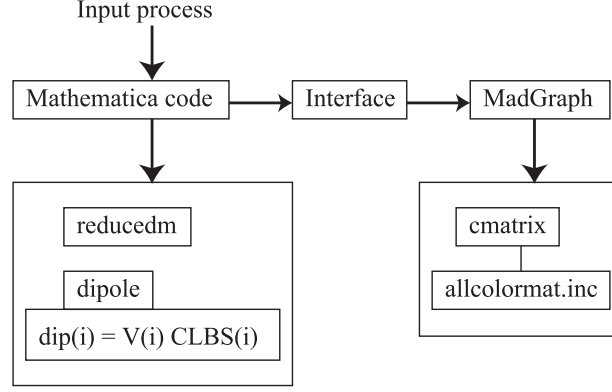 Input process
Mathematica code
Interface
MadGraph
reducedm
cmatrix
dipole
allcolormat.inc
dip(i) = V(i) CLBS(i)